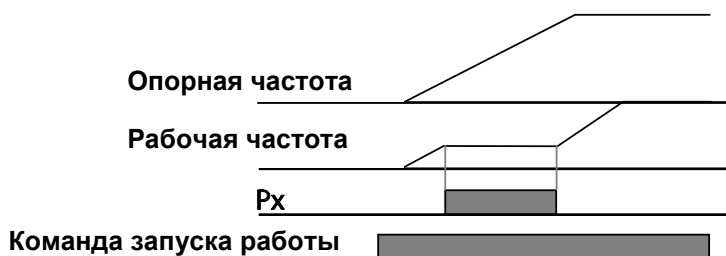 Опорная частота
Рабочая частота
Px
Команда запуска работы